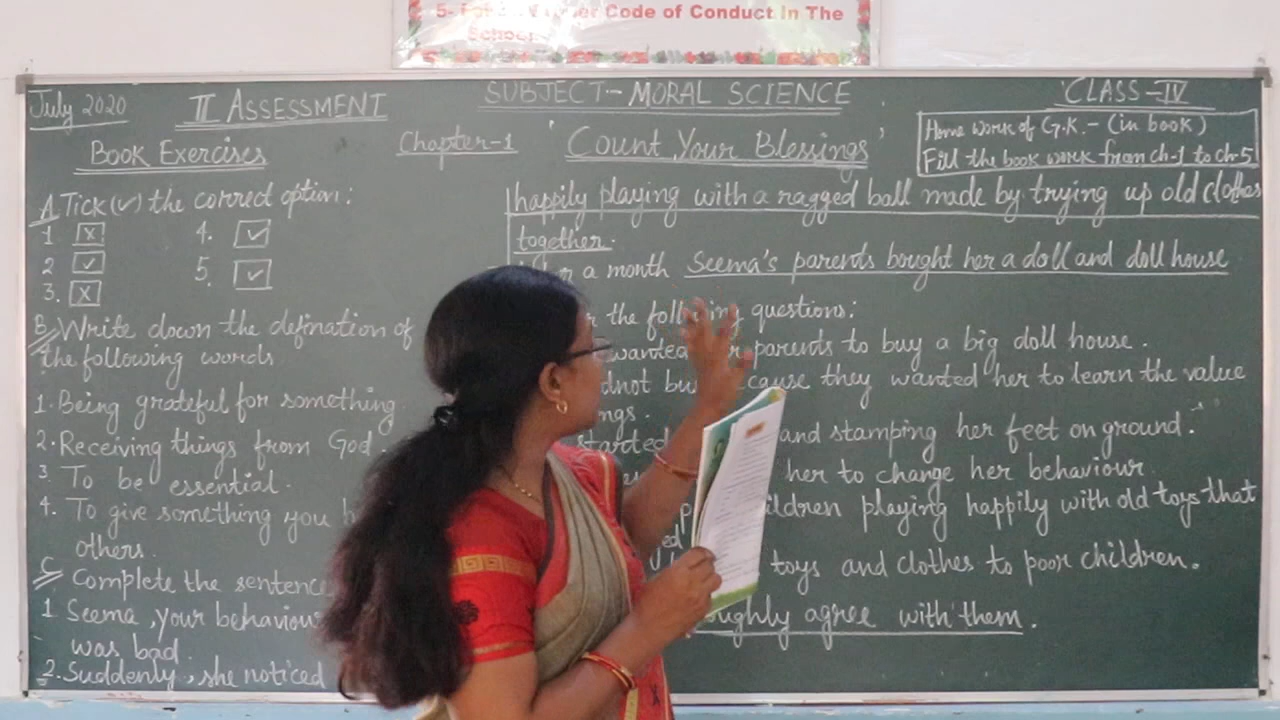 Code of Conduct In The
School
July 2020
II ASSESSMENT
SUBJECT - MORAL SCIENCE
CLASS - IV
Home work of G.K. - (in book)
Fill the book work from ch-1 to ch-5
Chapter-1 'Count Your Blessings'
Book Exercises
A Tick (✓) the correct option:
1 x 4. ✓
2 ✓ 5. ✓
3. x
B Write down the defination of
the following words
1. Being grateful for something.
2. Receiving things from God.
3. To be essential.
4. To give something you
others.
C Complete the sentence
1. Seema, your behaviour
was bad
2. Suddenly, she noticed
happily playing with a ragged ball made by trying up old clothes
together.
a month Seema's parents bought her a doll and doll house
the following questions:
wanted parents to buy a big doll house.
they wanted her to learn the value
started and stamping her feet on ground.
her to change her behaviour
playing happily with old toys that
toys and clothes to poor children.
agree with them.